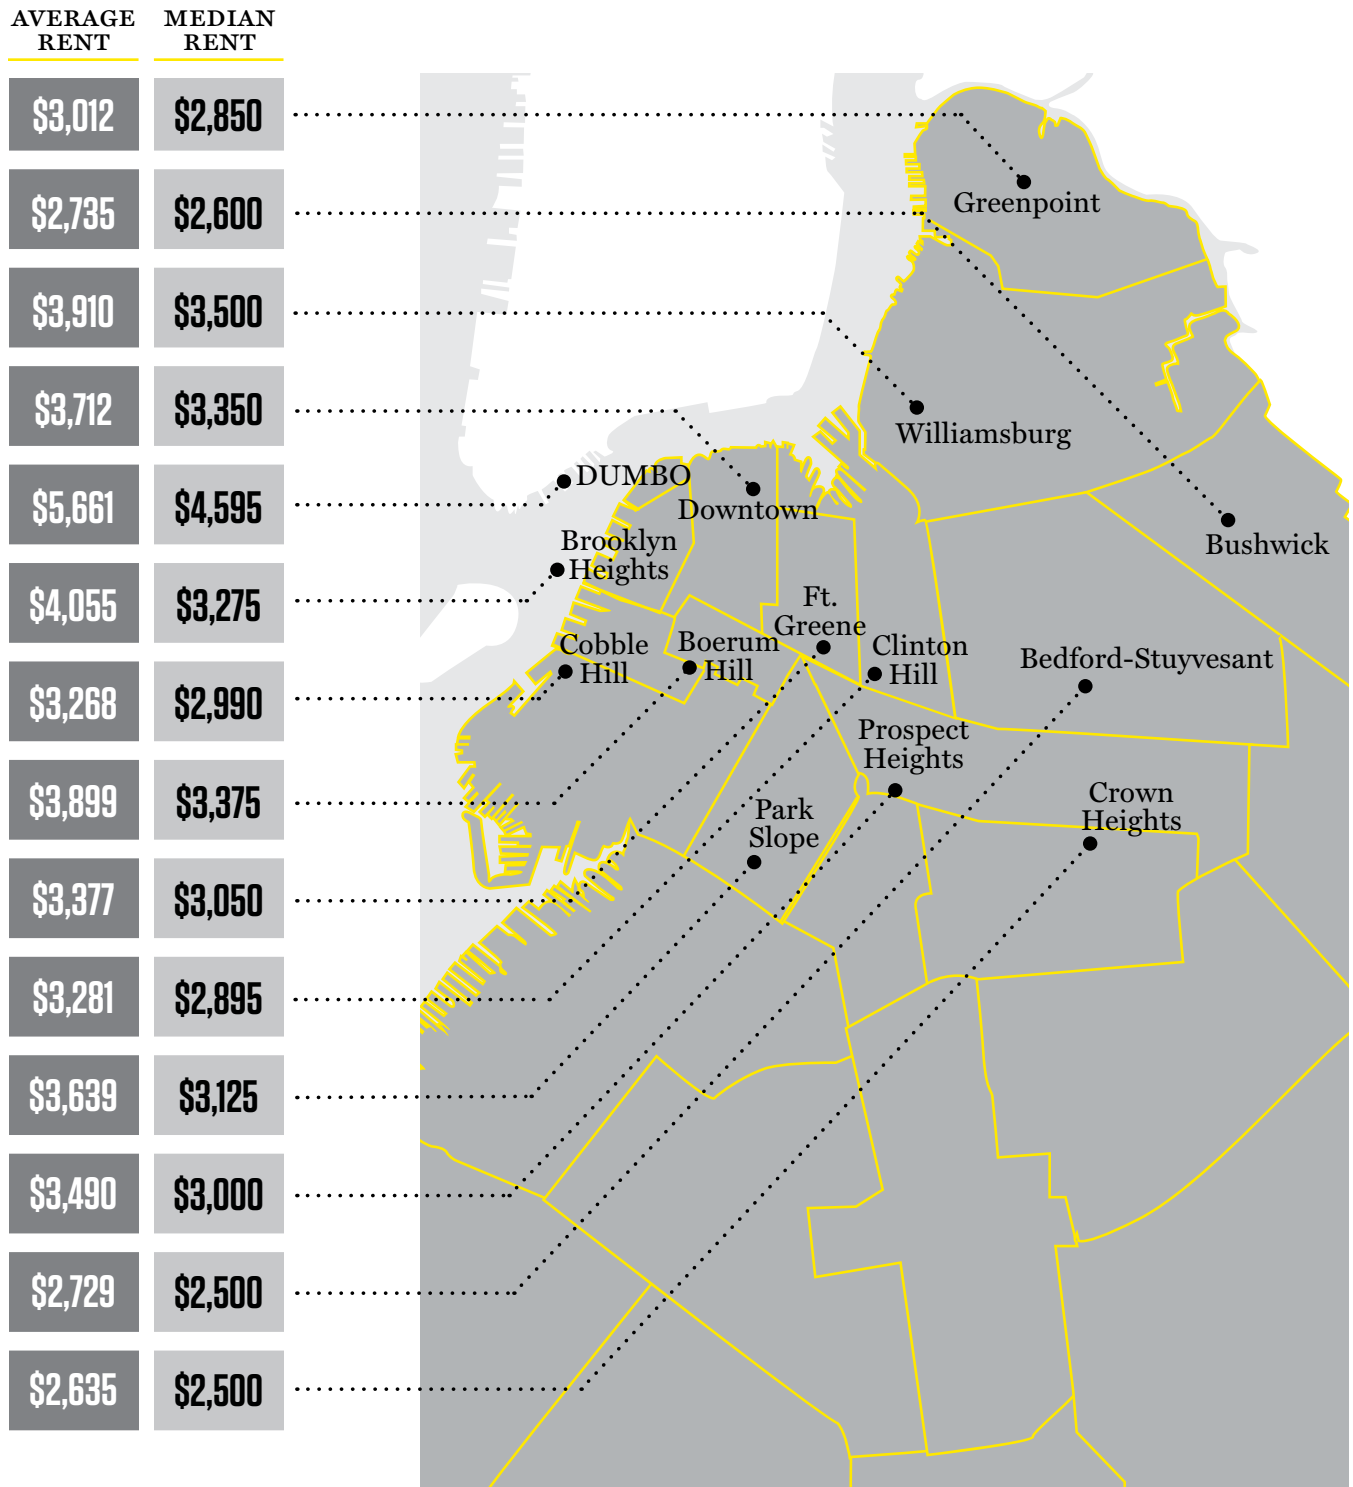 AVERAGE
RENT
MEDIAN
RENT
$3,012 $2,850
$2,735 $2,600
$3,910 $3,500
$3,712 $3,350
$5,661 $4,595
$4,055 $3,275
$3,268 $2,990
$3,899 $3,375
$3,377 $3,050
$3,281 $2,895
$3,639 $3,125
$3,490 $3,000
$2,729 $2,500
$2,635 $2,500
Greenpoint
Williamsburg
DUMBO
Downtown
Bushwick
Brooklyn
Heights
Ft.
Greene
Cobble
Hill
Boerum
Hill
Clinton
Hill
Bedford-Stuyvesant
Prospect
Heights
Park
Slope
Crown
Heights